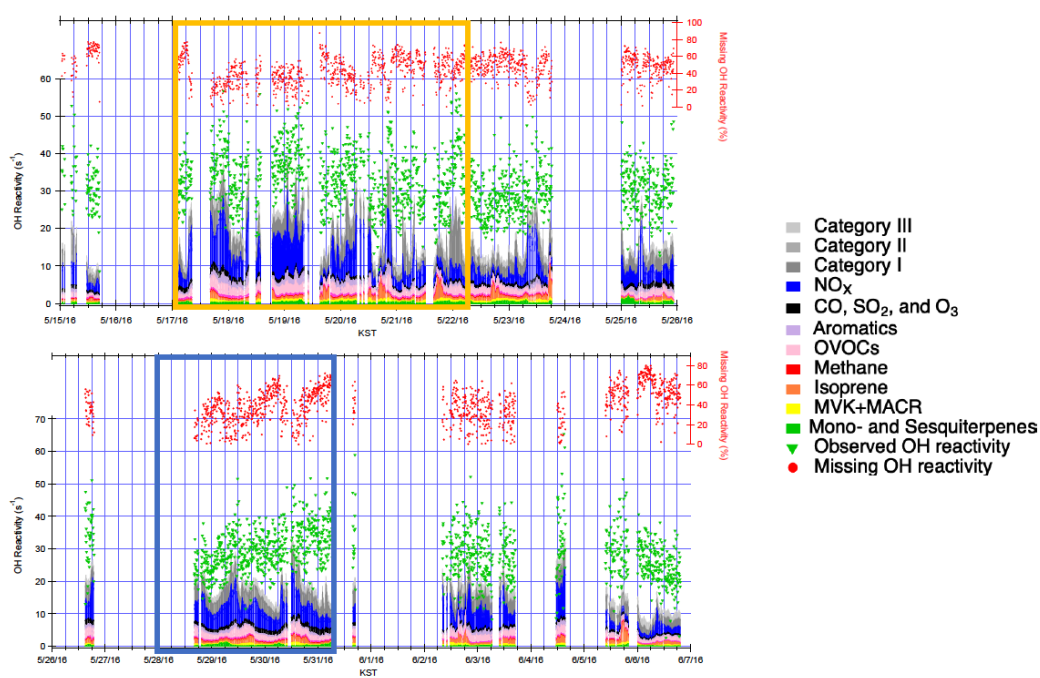 100
80
60
40
20
0
Missing OH Reactivity (%)
60
50
40
30
20
10
0
OH Reactivity (s-1)
5/15/16 5/16/16 5/17/16 5/18/16 5/19/16 5/20/16 5/21/16 5/22/16 5/23/16 5/24/16 5/25/16 5/26/16
KST
80
60
40
20
0
Missing OH Reactivity (%)
70
60
50
40
30
20
10
0
OH Reactivity (s-1)
5/26/16 5/27/16 5/28/16 5/29/16 5/30/16 5/31/16 6/1/16 6/2/16 6/3/16 6/4/16 6/5/16 6/6/16 6/7/16
KST
Category III
Category II
Category I
NOX
CO, SO2, and O3
Aromatics
OVOCs
Methane
Isoprene
MVK+MACR
Mono- and Sesquiterpenes
Observed OH reactivity
Missing OH reactivity